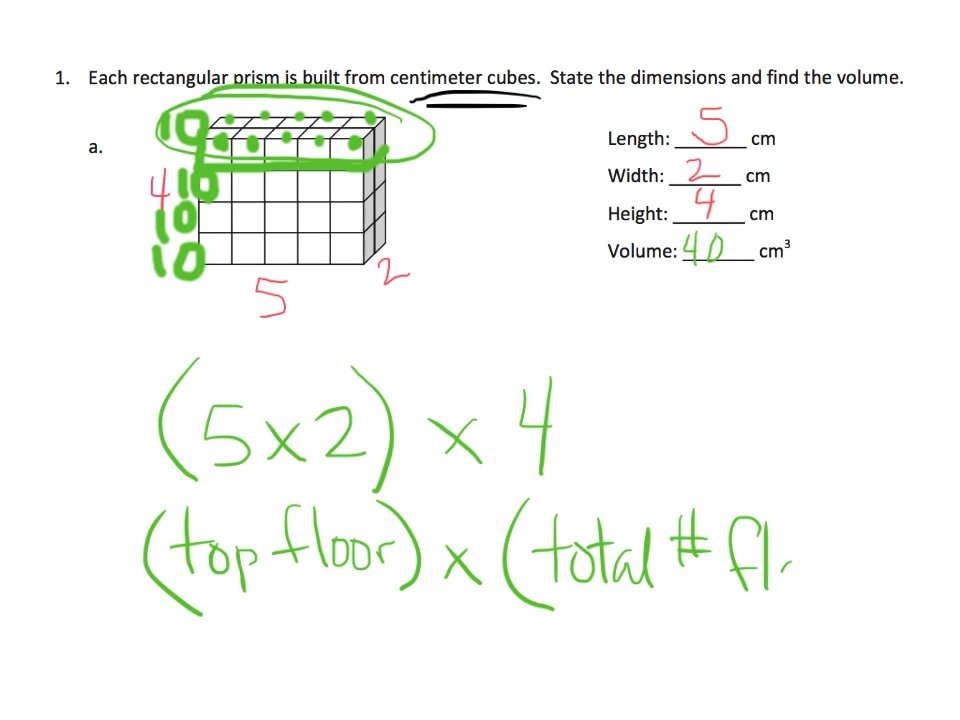 1. Each rectangular prism is built from centimeter cubes. State the dimensions and find the volume.
a.
10
4 10
10
10
5
2
Length: 5 cm
Width: 2 cm
Height: 4 cm
Volume: 40 cm³
(5x2) x 4
(top floor) x (total # fl